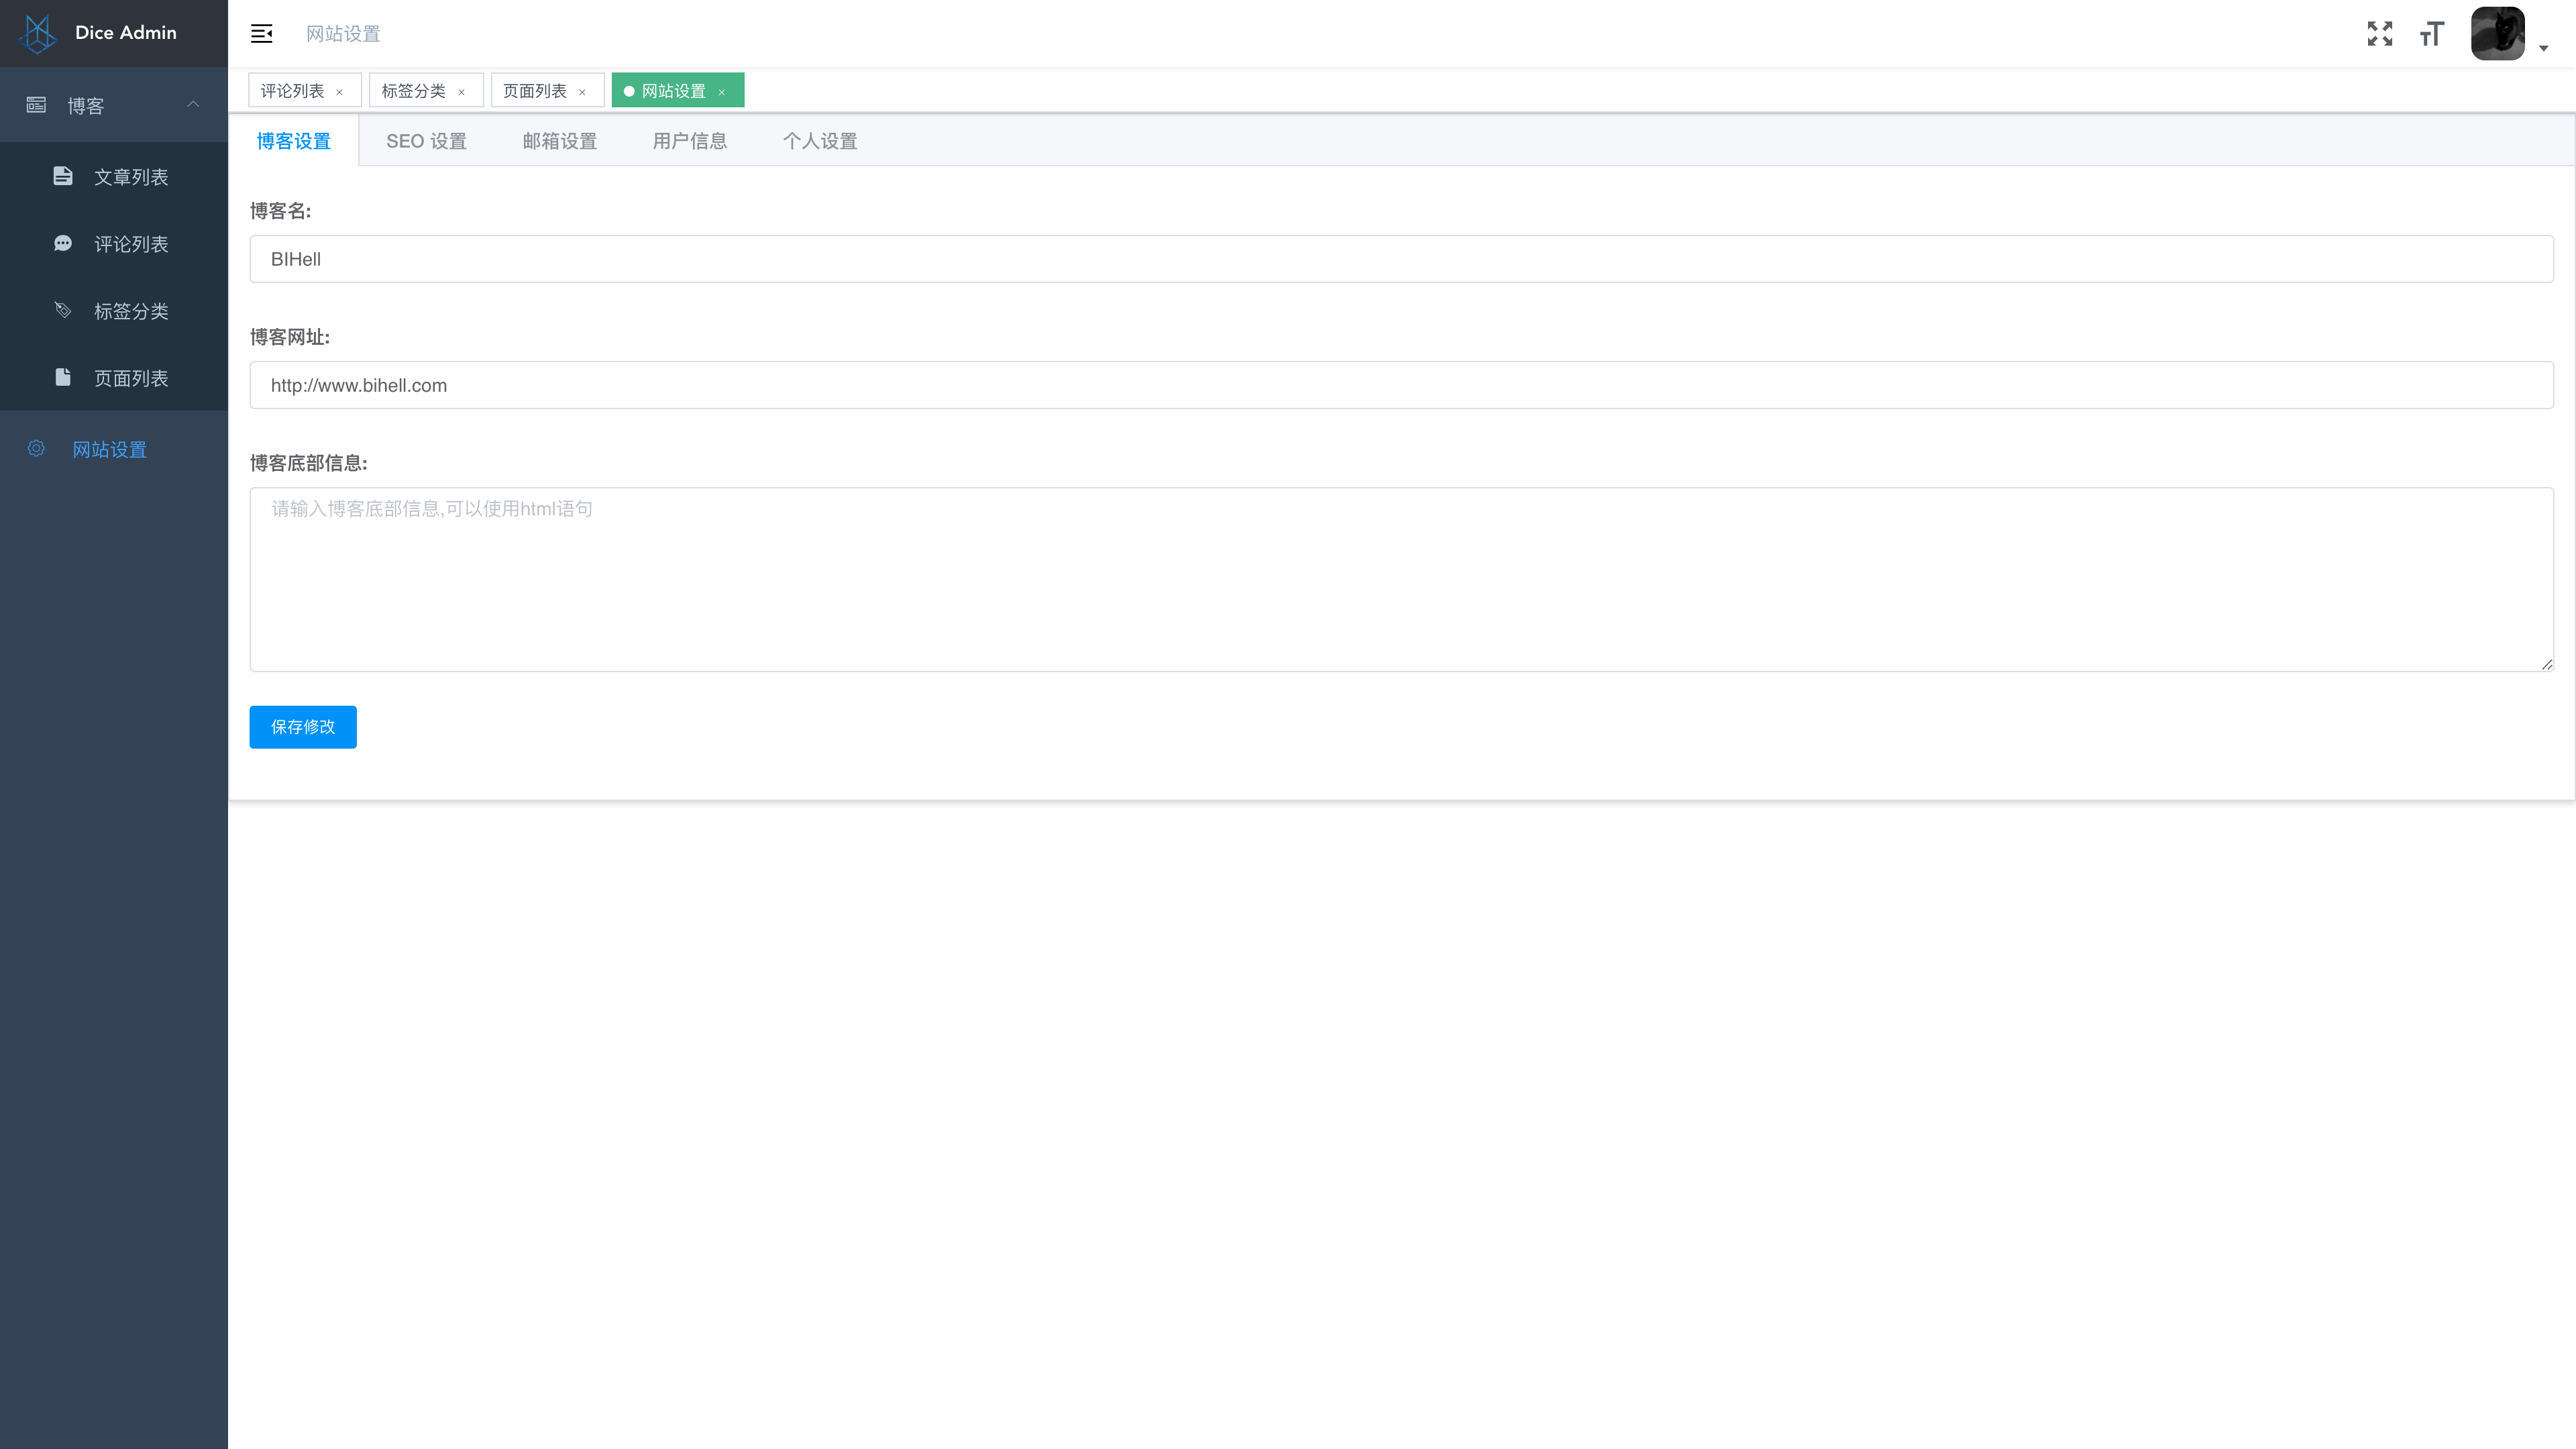 Dice Admin
网站设置
博客
文章列表
评论列表
标签分类
页面列表
网站设置
评论列表 ×
标签分类 ×
页面列表 ×
网站设置 ×
博客设置
SEO 设置
邮箱设置
用户信息
个人设置
博客名:
BIHell
博客网址:
http://www.bihell.com
博客底部信息:
请输入博客底部信息,可以使用html语句
保存修改